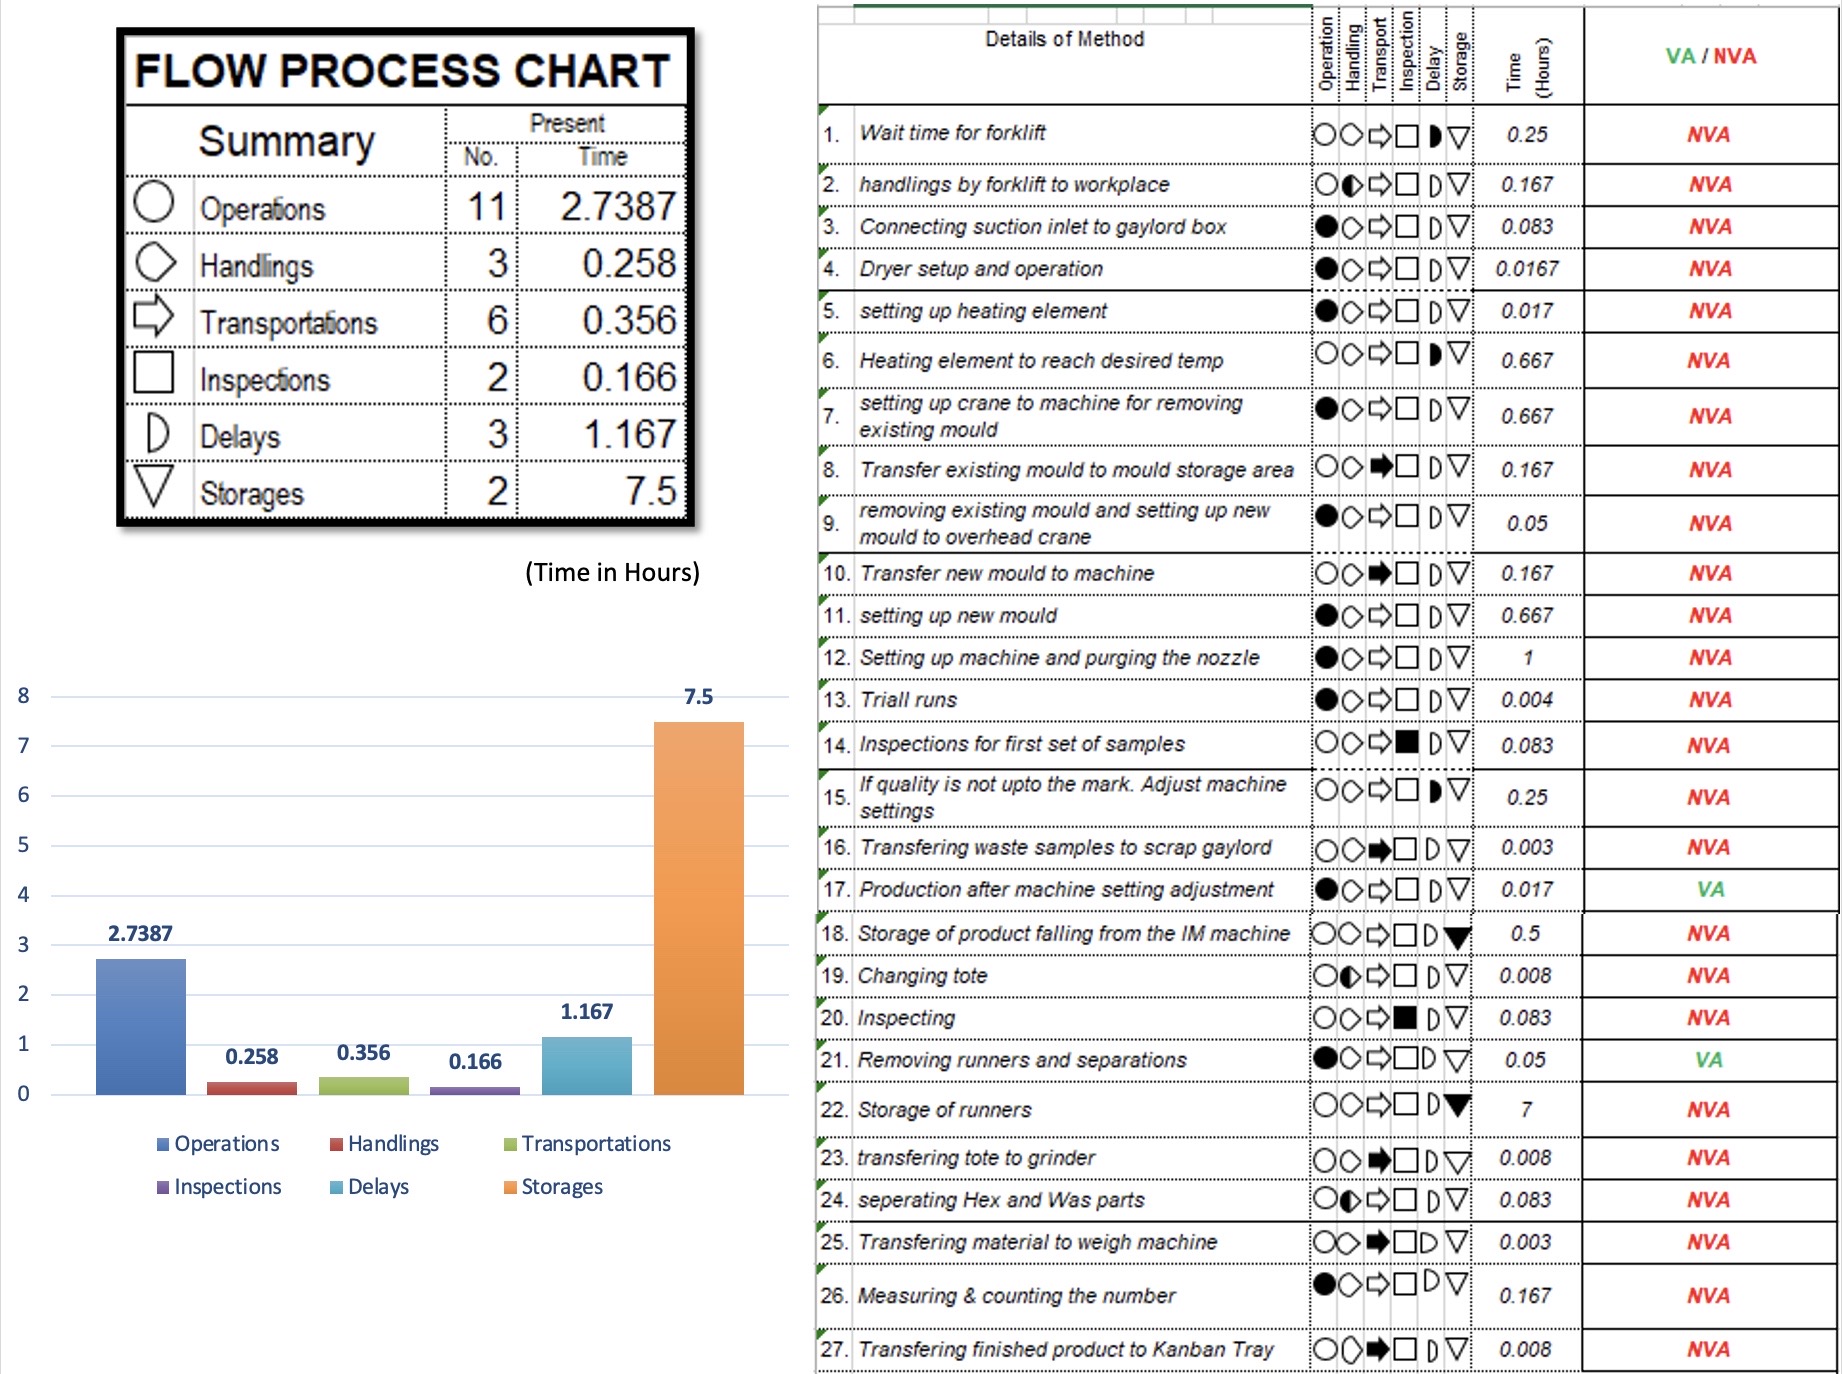 FLOW PROCESS CHART
Summary
Present
No. Time
Operations 11 2.7387
Handlings 3 0.258
Transportations 6 0.356
Inspections 2 0.166
Delays 3 1.167
Storages 2 7.5
(Time in Hours)
8
7
6
5
4
3
2
1
0
2.7387
0.258
0.356
0.166
1.167
7.5
Operations Handlings Transportations
Inspections Delays Storages
Details of Method Operation Handling Transport Inspection Delay Storage Time (Hours) VA / NVA
1. Wait time for forklift 0.25 NVA
2. handlings by forklift to workplace 0.167 NVA
3. Connecting suction inlet to gaylord box 0.083 NVA
4. Dryer setup and operation 0.0167 NVA
5. setting up heating element 0.017 NVA
6. Heating element to reach desired temp 0.667 NVA
7. setting up crane to machine for removing
existing mould 0.667 NVA
8. Transfer existing mould to mould storage area 0.167 NVA
9. removing existing mould and setting up new
mould to overhead crane 0.05 NVA
10. Transfer new mould to machine 0.167 NVA
11. setting up new mould 0.667 NVA
12. Setting up machine and purging the nozzle 1 NVA
13. Triall runs 0.004 NVA
14. Inspections for first set of samples 0.083 NVA
15. If quality is not upto the mark. Adjust machine
settings 0.25 NVA
16. Transfering waste samples to scrap gaylord 0.003 NVA
17. Production after machine setting adjustment 0.017 VA
18. Storage of product falling from the IM machine 0.5 NVA
19. Changing tote 0.008 NVA
20. Inspecting 0.083 NVA
21. Removing runners and separations 0.05 VA
22. Storage of runners 7 NVA
23. transfering tote to grinder 0.008 NVA
24. seperating Hex and Was parts 0.083 NVA
25. Transfering material to weigh machine 0.003 NVA
26. Measuring & counting the number 0.167 NVA
27. Transfering finished product to Kanban Tray 0.008 NVA